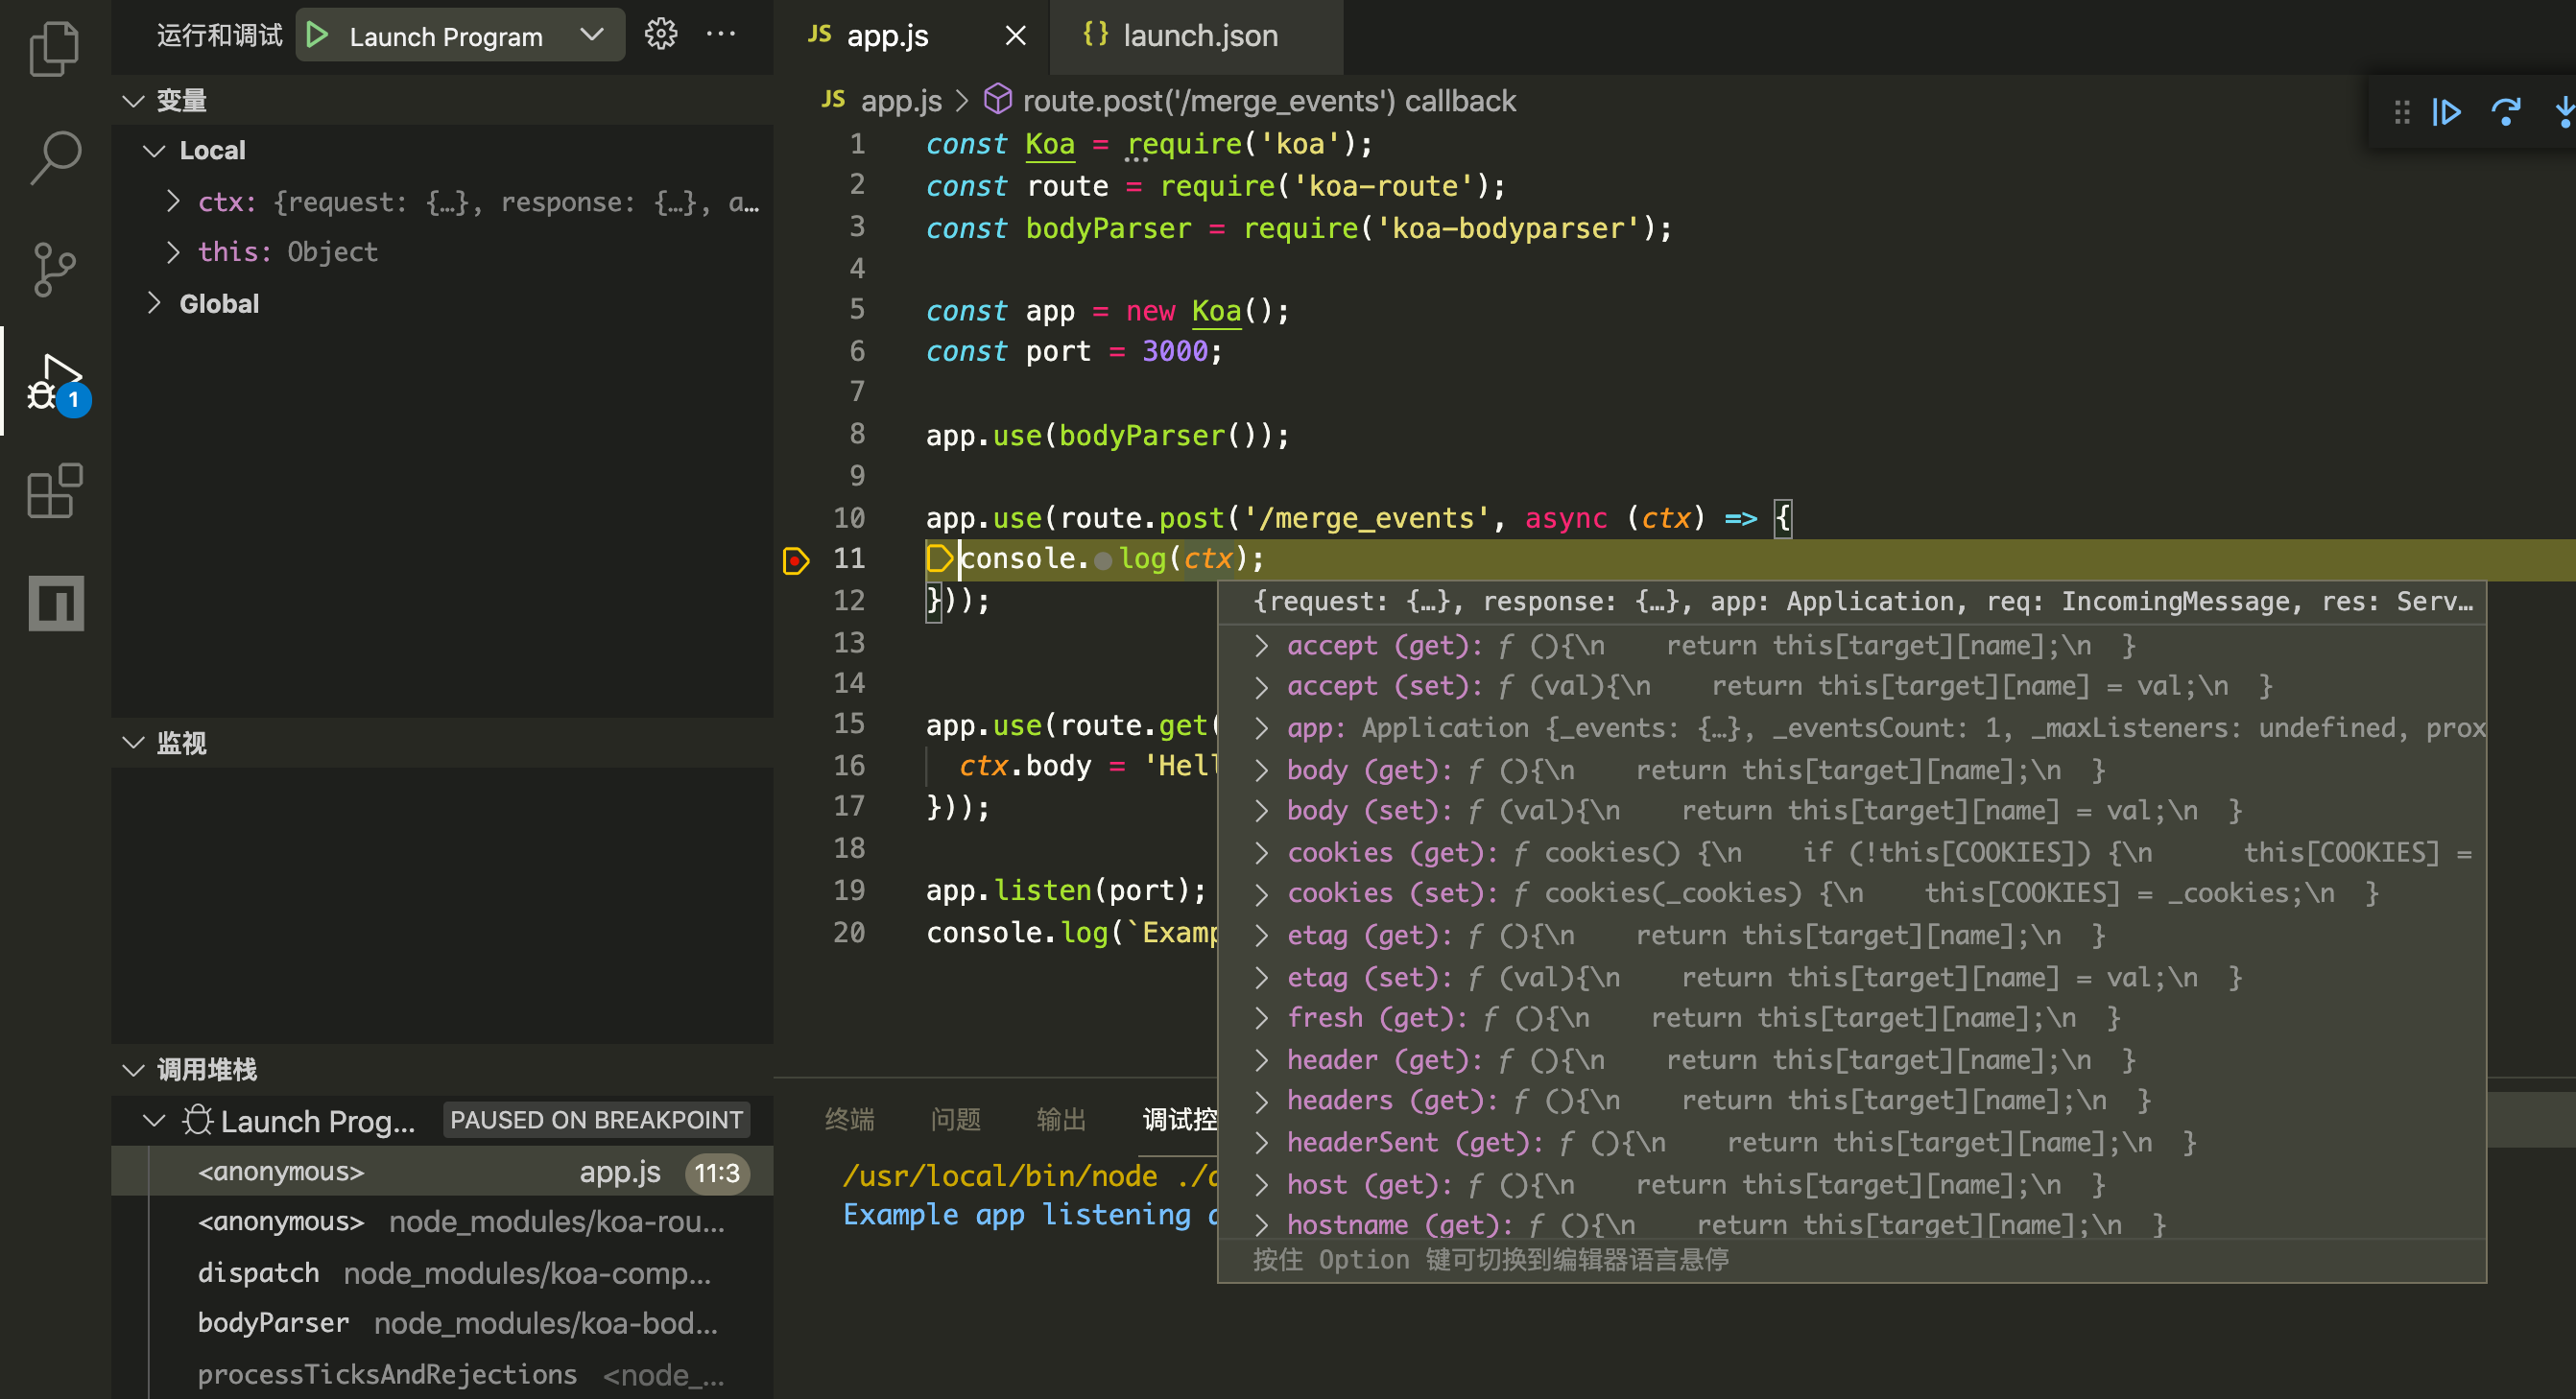 运行和调试 Launch Program
变量
Local
ctx: {request: {…}, response: {…}, a…
this: Object
Global
1
监视
调用堆栈
Launch Prog... PAUSED ON BREAKPOINT
<anonymous> app.js 11:3
<anonymous> node_modules/koa-rou...
dispatch node_modules/koa-comp...
bodyParser node_modules/koa-bod...
processTicksAndRejections <node_...
JS app.js {} launch.json
JS app.js > route.post('/merge_events') callback
1 const Koa = require('koa');
2 const route = require('koa-route');
3 const bodyParser = require('koa-bodyparser');
4
5 const app = new Koa();
6 const port = 3000;
7
8 app.use(bodyParser());
9
10 app.use(route.post('/merge_events', async (ctx) => {
11 console.log(ctx);
12 }));
13
14
15 app.use(route.get(
16 ctx.body = 'Hell
17 }));
18
19 app.listen(port);
20 console.log(`Examp
{request: {…}, response: {…}, app: Application, req: IncomingMessage, res: Serv…
accept (get): ƒ (){\n    return this[target][name];\n  }
accept (set): ƒ (val){\n    return this[target][name] = val;\n  }
app: Application {_events: {…}, _eventsCount: 1, _maxListeners: undefined, prox
body (get): ƒ (){\n    return this[target][name];\n  }
body (set): ƒ (val){\n    return this[target][name] = val;\n  }
cookies (get): ƒ cookies() {\n    if (!this[COOKIES]) {\n      this[COOKIES] =
cookies (set): ƒ cookies(_cookies) {\n    this[COOKIES] = _cookies;\n  }
etag (get): ƒ (){\n    return this[target][name];\n  }
etag (set): ƒ (val){\n    return this[target][name] = val;\n  }
fresh (get): ƒ (){\n    return this[target][name];\n  }
header (get): ƒ (){\n    return this[target][name];\n  }
headers (get): ƒ (){\n    return this[target][name];\n  }
headerSent (get): ƒ (){\n    return this[target][name];\n  }
host (get): ƒ (){\n    return this[target][name];\n  }
hostname (get): ƒ (){\n    return this[target][name];\n  }
按住 Option 键可切换到编辑器语言悬停
终端 问题 输出 调试控
/usr/local/bin/node ./
Example app listening